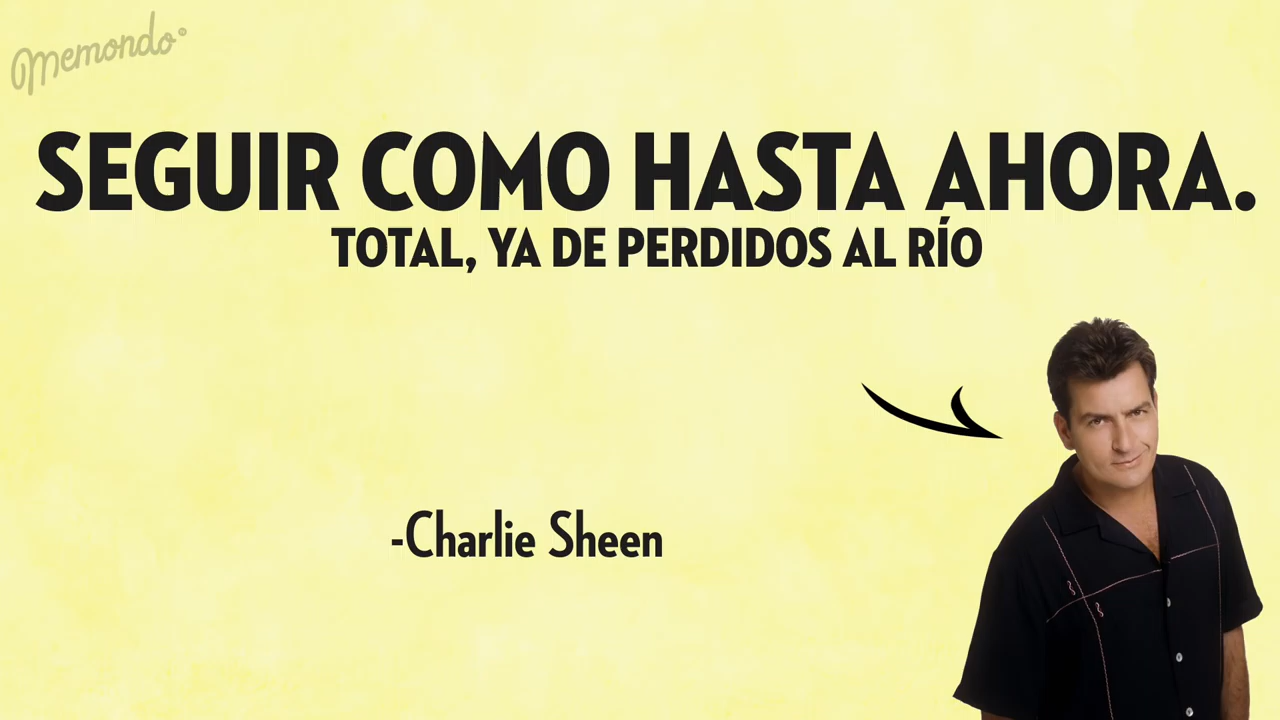 Memondo
SEGUIR COMO HASTA AHORA.
TOTAL, YA DE PERDIDOS AL RÍO
-Charlie Sheen